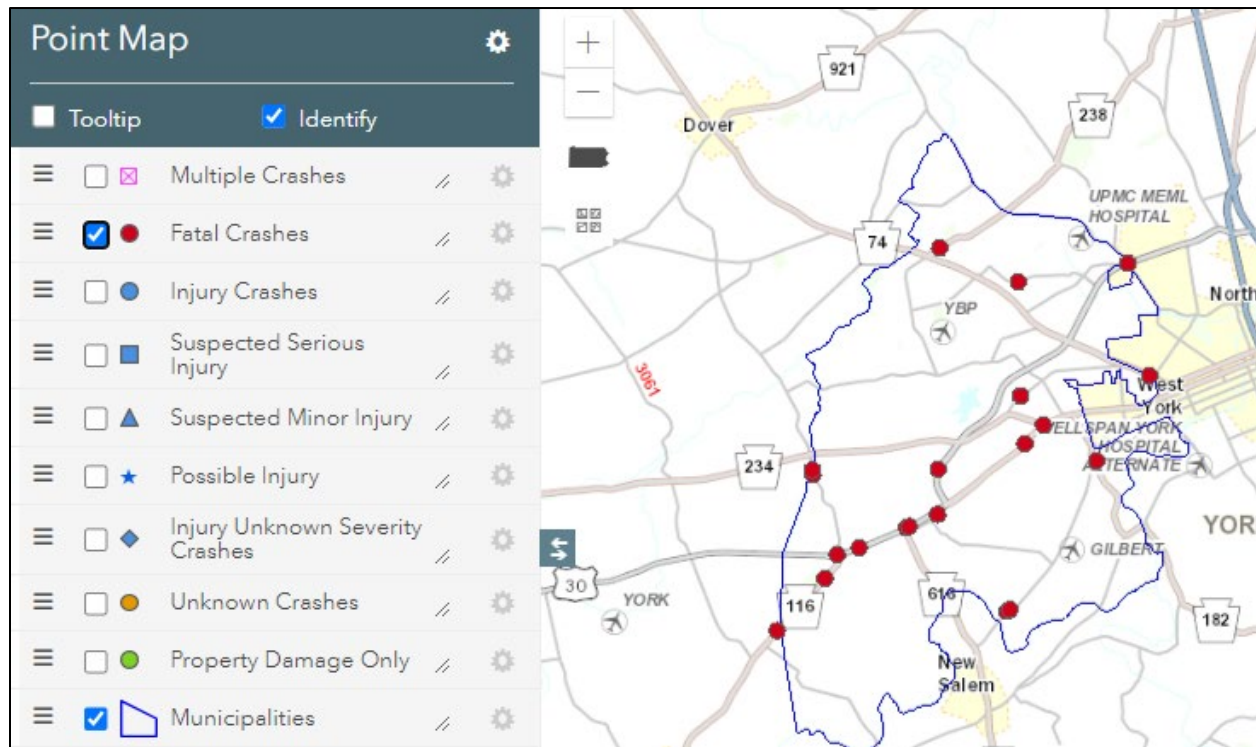 Point Map
Tooltip
Identify
Multiple Crashes
Fatal Crashes
Injury Crashes
Suspected Serious
Injury
Suspected Minor Injury
Possible Injury
Injury Unknown Severity
Crashes
Unknown Crashes
Property Damage Only
Municipalities
921
Dover
238
UPMC MEML
HOSPITAL
74
North
YBP
3061
West
York
ELLSPAN YORK
HOSPITAL
ALTERNATE
234
YOR
GILBERT
30
YORK
116
616
182
New
Salem